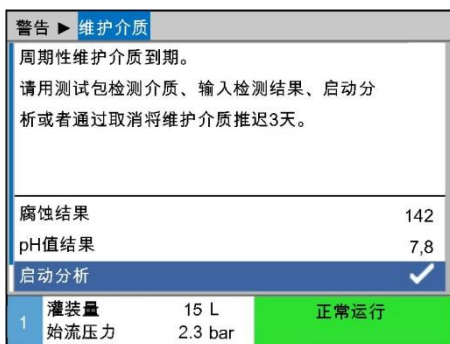 警告 ▶ 维护介质
周期性维护介质到期。
请用测试包检测介质、输入检测结果、启动分
析或者通过取消将维护介质推迟3天。
腐蚀结果 142
pH值结果 7,8
启动分析 ✓
1 灌装量 15 L 正常运行
始流压力 2.3 bar